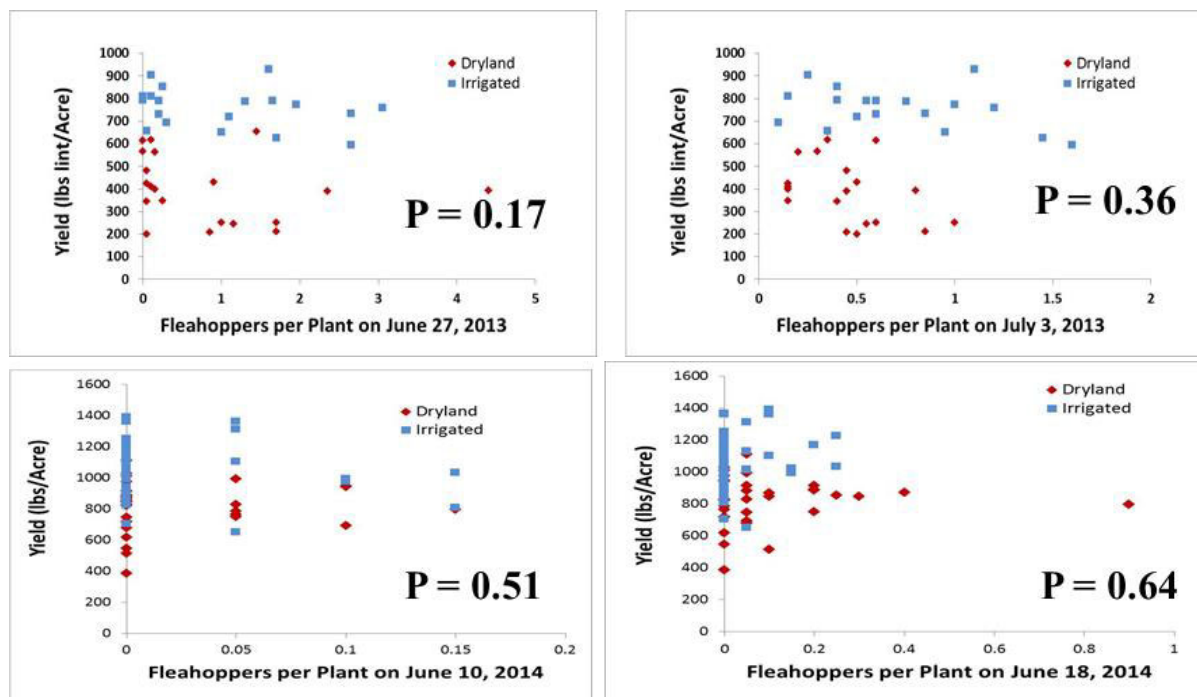 1000
900
800
700
600
500
400
300
200
100
0
Yield (lbs lint/Acre)
Dryland
Irrigated
P = 0.17
0 1 2 3 4 5
Fleahoppers per Plant on June 27, 2013
1000
900
800
700
600
500
400
300
200
100
0
Yield (lbs lint/Acre)
Dryland
Irrigated
P = 0.36
0 0.5 1 1.5 2
Fleahoppers per Plant on July 3, 2013
1600
1400
1200
1000
800
600
400
200
0
Yield (lbs/Acre)
Dryland
Irrigated
P = 0.51
0 0.05 0.1 0.15 0.2
Fleahoppers per Plant on June 10, 2014
1600
1400
1200
1000
800
600
400
200
0
Yield (lbs/Acre)
Dryland
Irrigated
P = 0.64
0 0.2 0.4 0.6 0.8 1
Fleahoppers per Plant on June 18, 2014